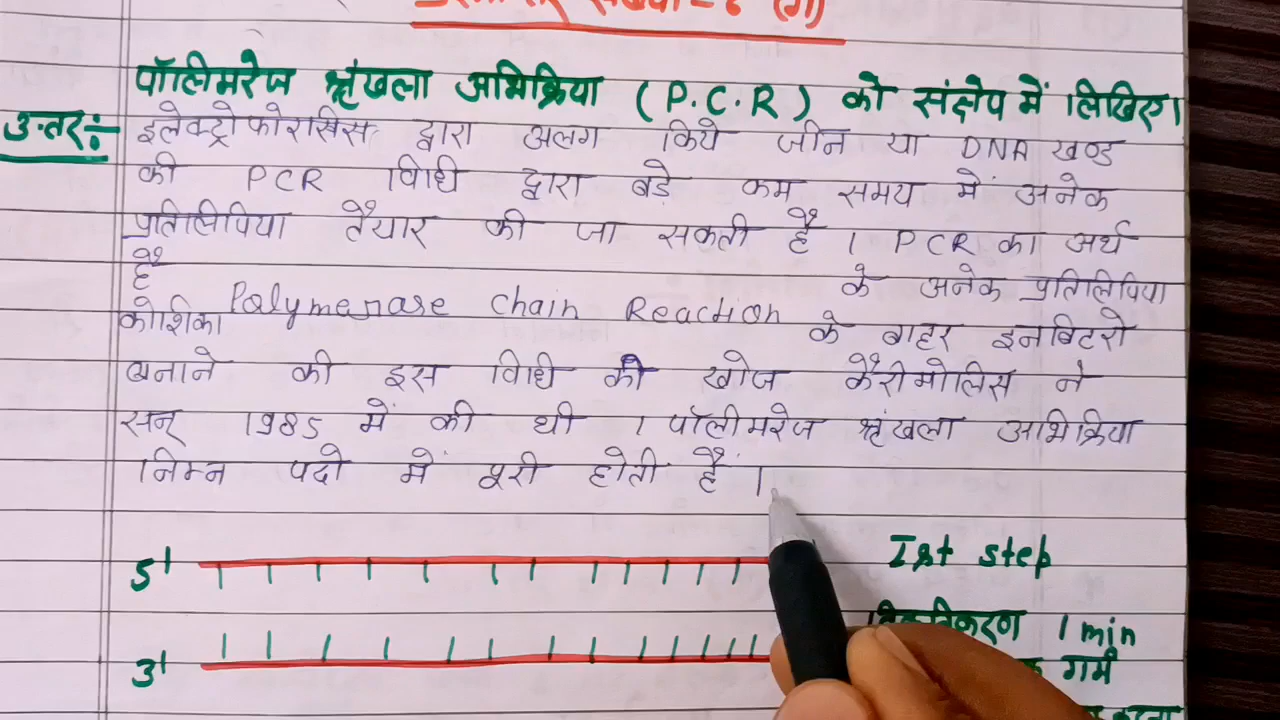 पॉलिमरेज श्रृंखला अभिक्रिया (P.C.R) को संक्षेप में लिखिए।
उत्तर:- इलेक्ट्रोफोरेसिस द्वारा अलग किये जीन या DNA खण्ड
की PCR विधि द्वारा बड़े कम समय में अनेक
प्रतिलिपिया तैयार की जा सकती है । PCR का अर्थ
है Polymerase Chain Reaction के अनेक प्रतिलिपिया
कोशिका के बाहर इनबिटरो
बनाने की इस विधि की खोज कैरीमोलिस ने
सन् 1985 में की थी । पॉलीमरेज श्रृंखला अभिक्रिया
निम्न पदो में पूरी होती है ।
5' Ist step
1 min
3' गर्म